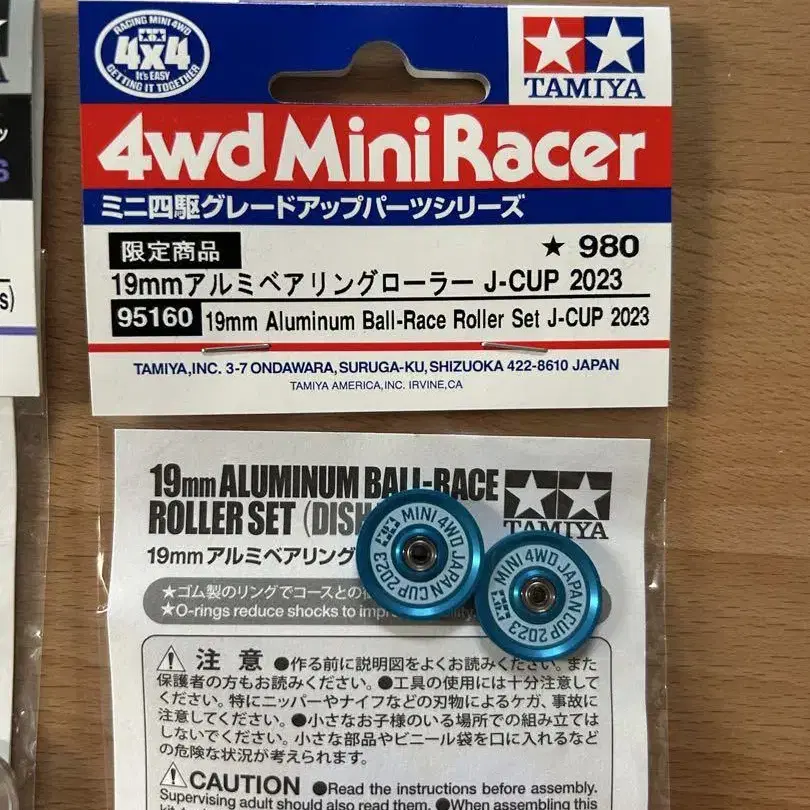 RACING MINI 4WD
4x4
It's EASY
GETTING IT TOGETHER
TAMIYA
4wd Mini Racer
ミニ四駆グレードアップパーツシリーズ
限定商品
★ 980
19mmアルミベアリングローラー J-CUP 2023
95160 19mm Aluminum Ball-Race Roller Set J-CUP 2023
TAMIYA,INC. 3-7 ONDAWARA,SURUGA-KU,SHIZUOKA 422-8610 JAPAN
TAMIYA AMERICA,INC. IRVINE,CA
19mm ALUMINUM BALL-RACE
ROLLER SET (DISH
TAMIYA
19mmアルミベアリング
MINI 4WD JAPAN CUP 2023
MINI 4WD JAPAN CUP 2023
★ゴム製のリングでコースとの
★O-rings reduce shocks to
注意 ●作る前に説明図をよくお読みください。また
保護者の方もお読みください。●工具の使用には十分注意して
ください。特にニッパーやナイフなどの刃物によるケガ、事故に
注意してください。●小さなお子様のいる場所での組み立ては
しないでください。小さな部品やビニール袋を口に入れるなど
の危険な状況が考えられます。
CAUTION ●Read the instructions before assembly.
Supervising adult should also read them. ●When assembling this